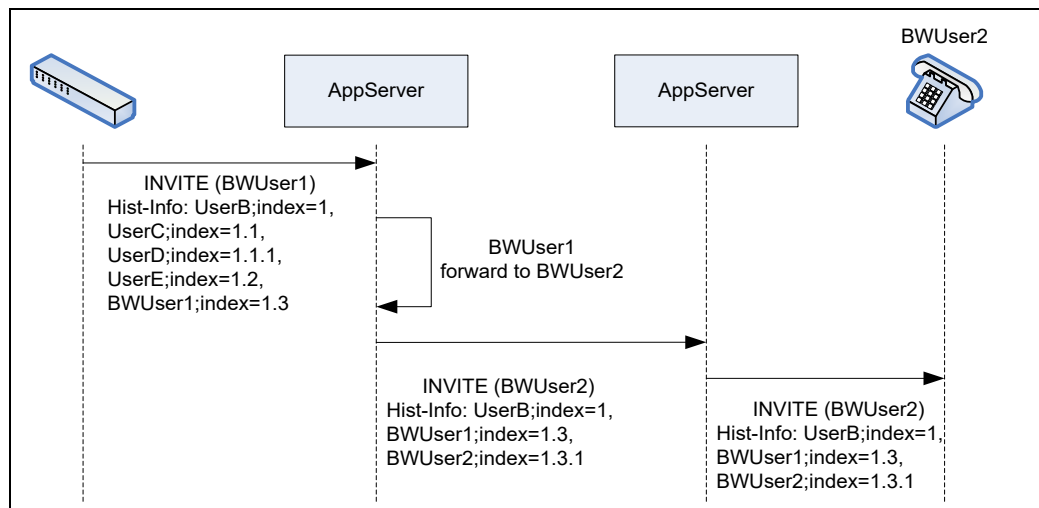 BWUser2
AppServer
AppServer
INVITE (BWUser1)
Hist-Info: UserB;index=1,
UserC;index=1.1,
UserD;index=1.1.1,
UserE;index=1.2,
BWUser1;index=1.3
BWUser1
forward to BWUser2
INVITE (BWUser2)
Hist-Info: UserB;index=1,
BWUser1;index=1.3,
BWUser2;index=1.3.1
INVITE (BWUser2)
Hist-Info: UserB;index=1,
BWUser1;index=1.3,
BWUser2;index=1.3.1